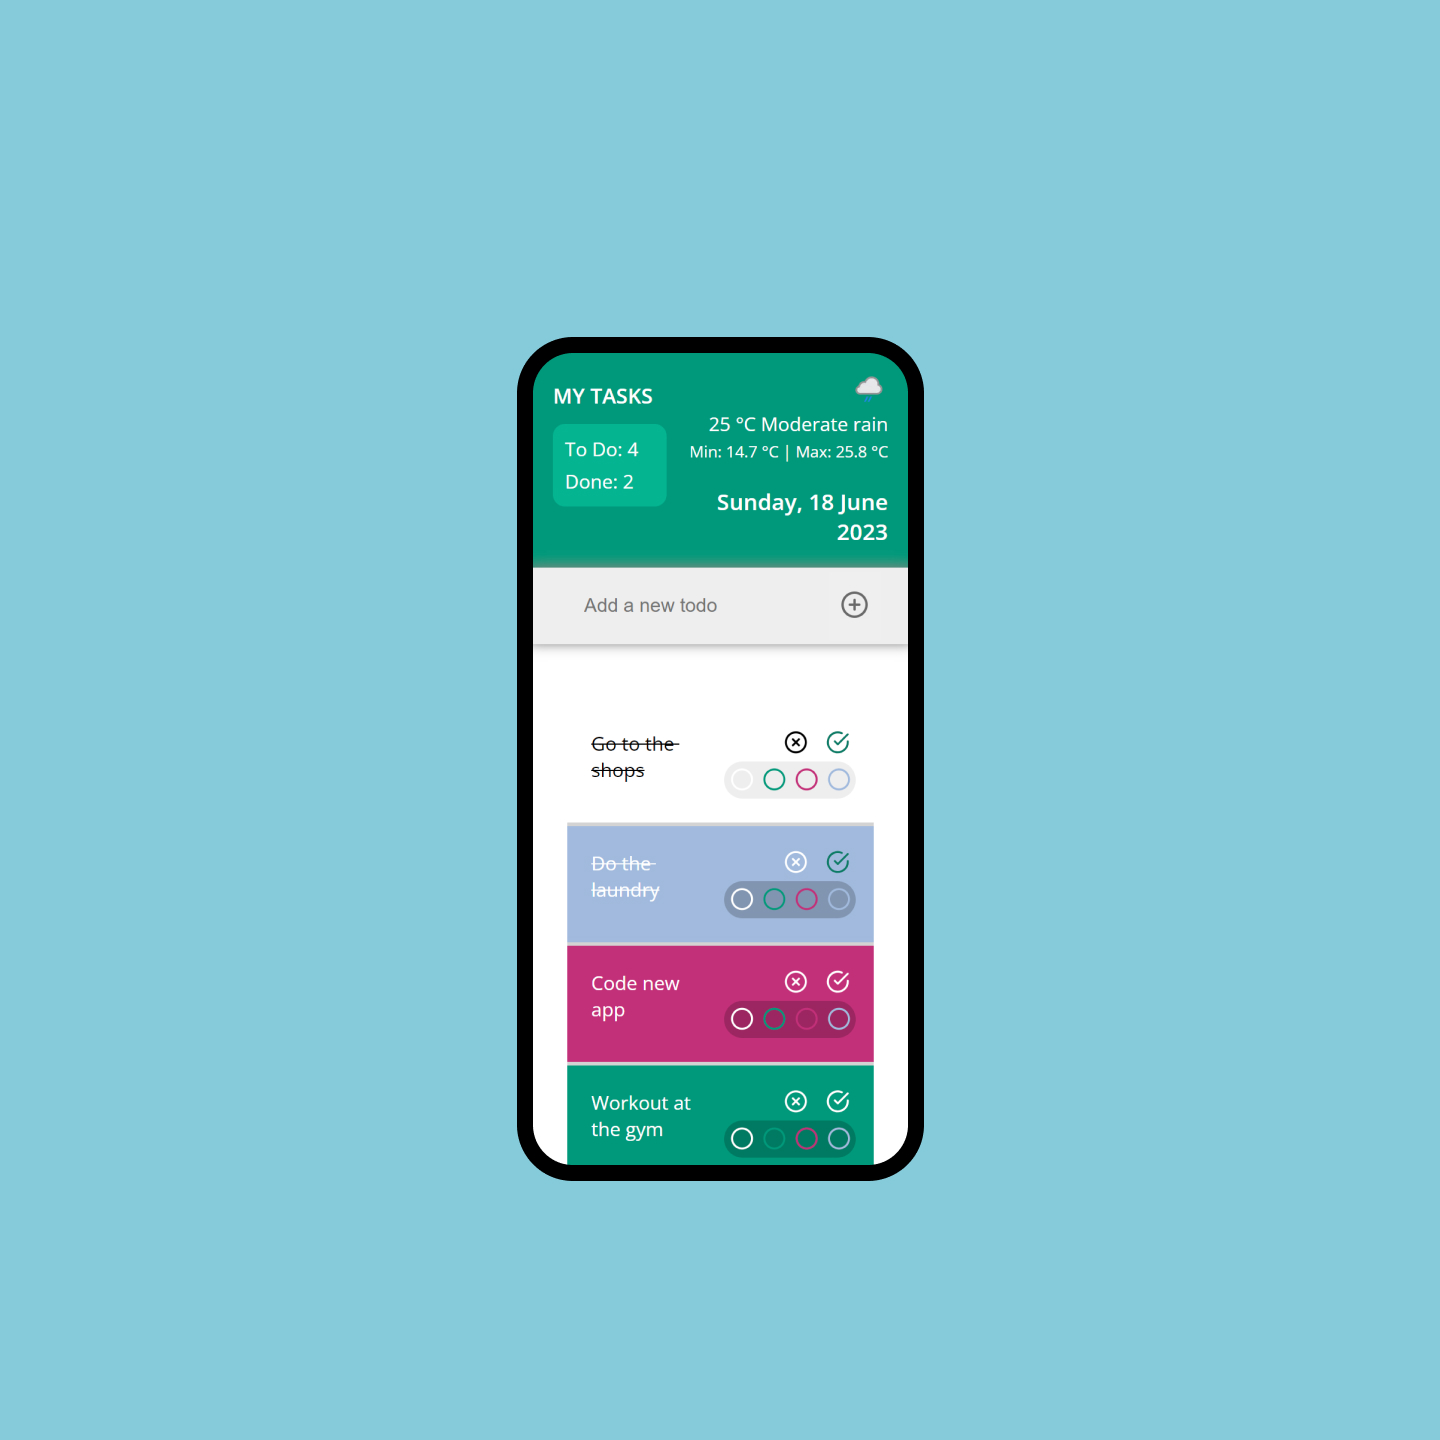 MY TASKS
To Do: 4
Done: 2
25 °C Moderate rain
Min: 14.7 °C | Max: 25.8 °C
Sunday, 18 June
2023
Add a new todo
Go to the
shops
Do the
laundry
Code new
app
Workout at
the gym